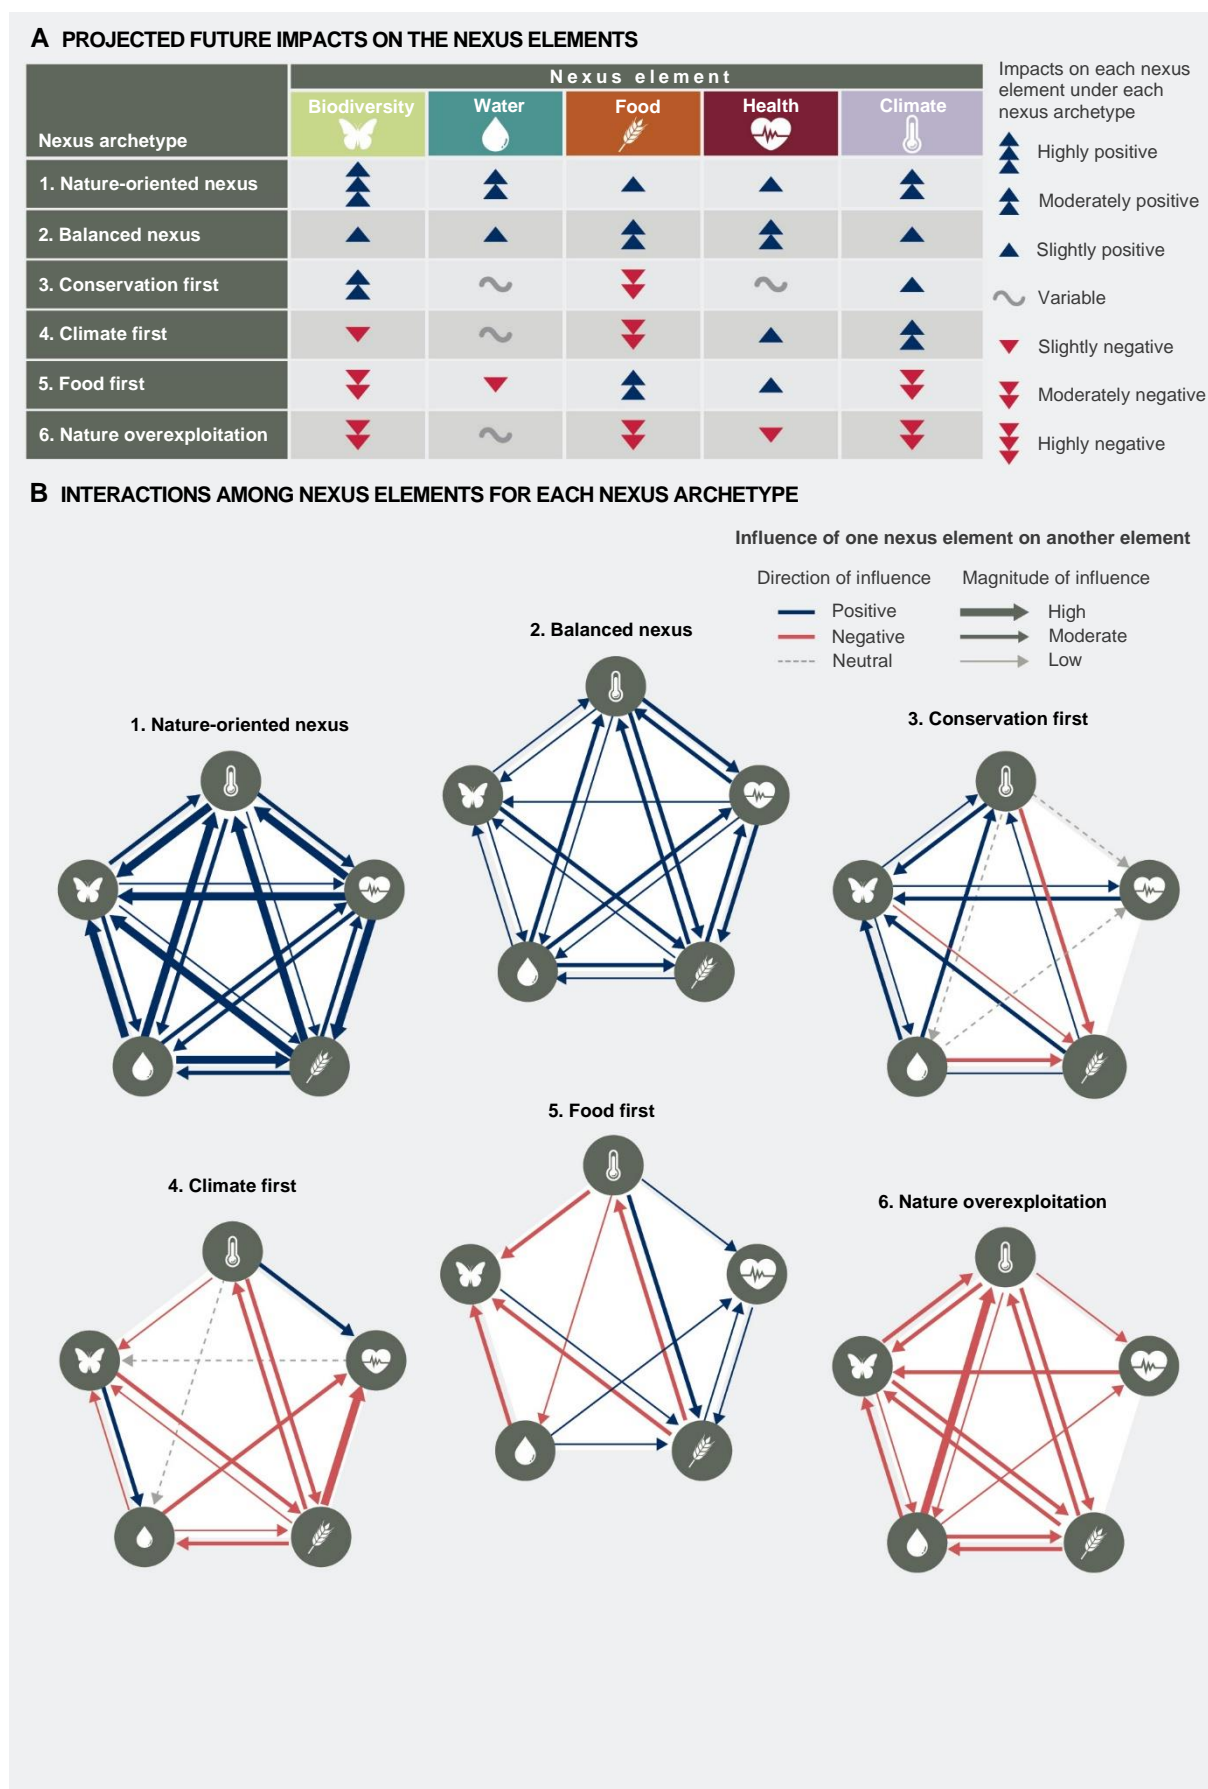 A PROJECTED FUTURE IMPACTS ON THE NEXUS ELEMENTS
Nexus archetype
Nexus element
Biodiversity Water Food Health Climate
1. Nature-oriented nexus
2. Balanced nexus
3. Conservation first
4. Climate first
5. Food first
6. Nature overexploitation
Impacts on each nexus
element under each
nexus archetype
Highly positive
Moderately positive
Slightly positive
Variable
Slightly negative
Moderately negative
Highly negative
B INTERACTIONS AMONG NEXUS ELEMENTS FOR EACH NEXUS ARCHETYPE
Influence of one nexus element on another element
Direction of influence
Positive
Negative
Neutral
Magnitude of influence
High
Moderate
Low
1. Nature-oriented nexus
2. Balanced nexus
3. Conservation first
4. Climate first
5. Food first
6. Nature overexploitation